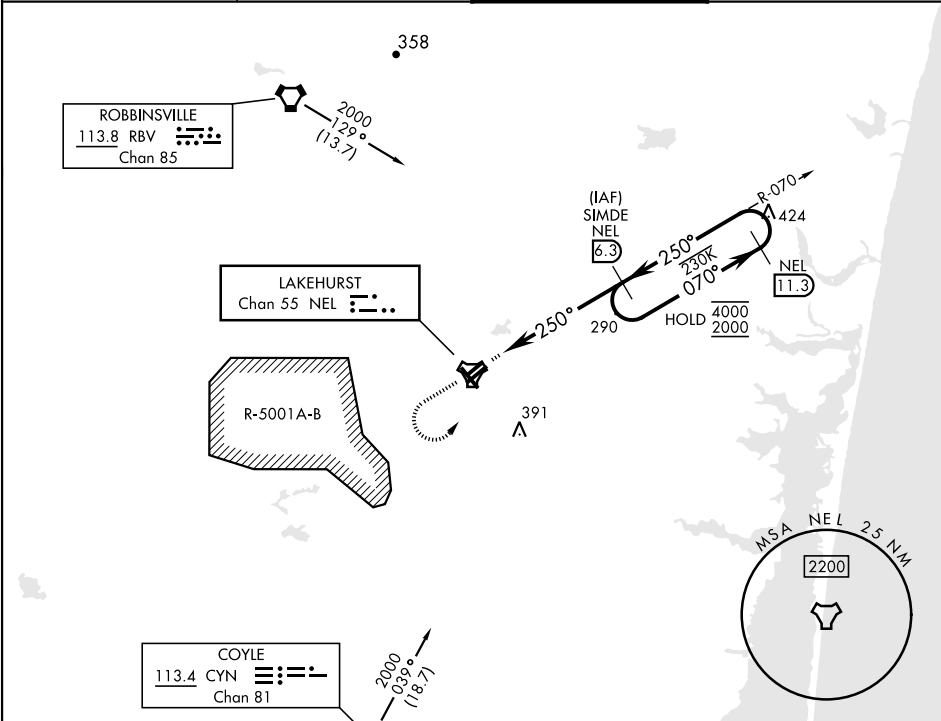 358
ROBBINSVILLE
113.8 RBV
Chan 85
2000
129°
(13.7)
(IAF)
SIMDE
NEL
6.3
R-070
424
250°
230K
070°
NEL
11.3
HOLD 4000
2000
290
250°
LAKEHURST
Chan 55 NEL
R-5001A-B
391
MSA NEL 25 NM
2200
COYLE
113.4 CYN
Chan 81
2000
039°
(18.7)